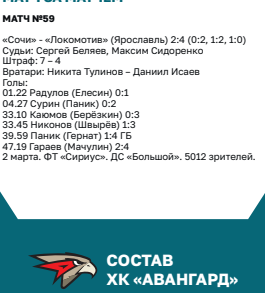 МАТЧ №59
«Сочи» - «Локомотив» (Ярославль) 2:4 (0:2, 1:2, 1:0)
Судьи: Сергей Беляев, Максим Сидоренко
Штраф: 7 – 4
Вратари: Никита Тулинов – Даниил Исаев
Голы:
01.22 Радулов (Елесин) 0:1
04.27 Сурин (Паник) 0:2
33.10 Каюмов (Берёзкин) 0:3
33.45 Никонов (Швырёв) 1:3
39.59 Паник (Гернат) 1:4 ГБ
47.19 Гараев (Мачулин) 2:4
2 марта. ФТ «Сириус». ДС «Большой». 5012 зрителей.
СОСТАВ
ХК «АВАНГАРД»